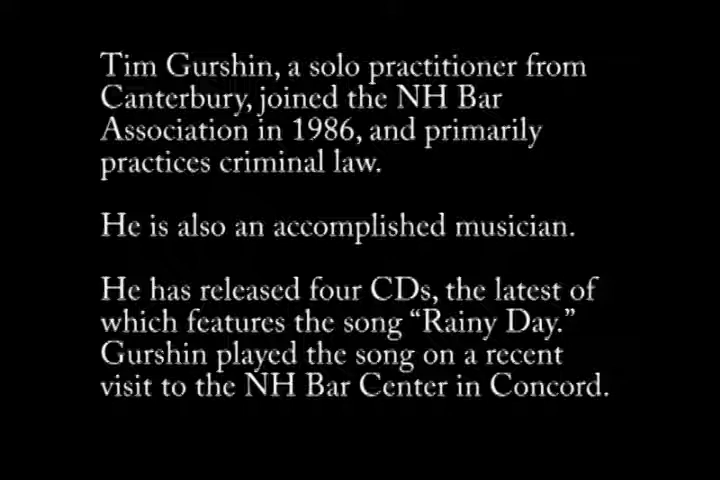 Tim Gurshin, a solo practitioner from
Canterbury, joined the NH Bar
Association in 1986, and primarily
practices criminal law.
He is also an accomplished musician.
He has released four CDs, the latest of
which features the song “Rainy Day.”
Gurshin played the song on a recent
visit to the NH Bar Center in Concord.